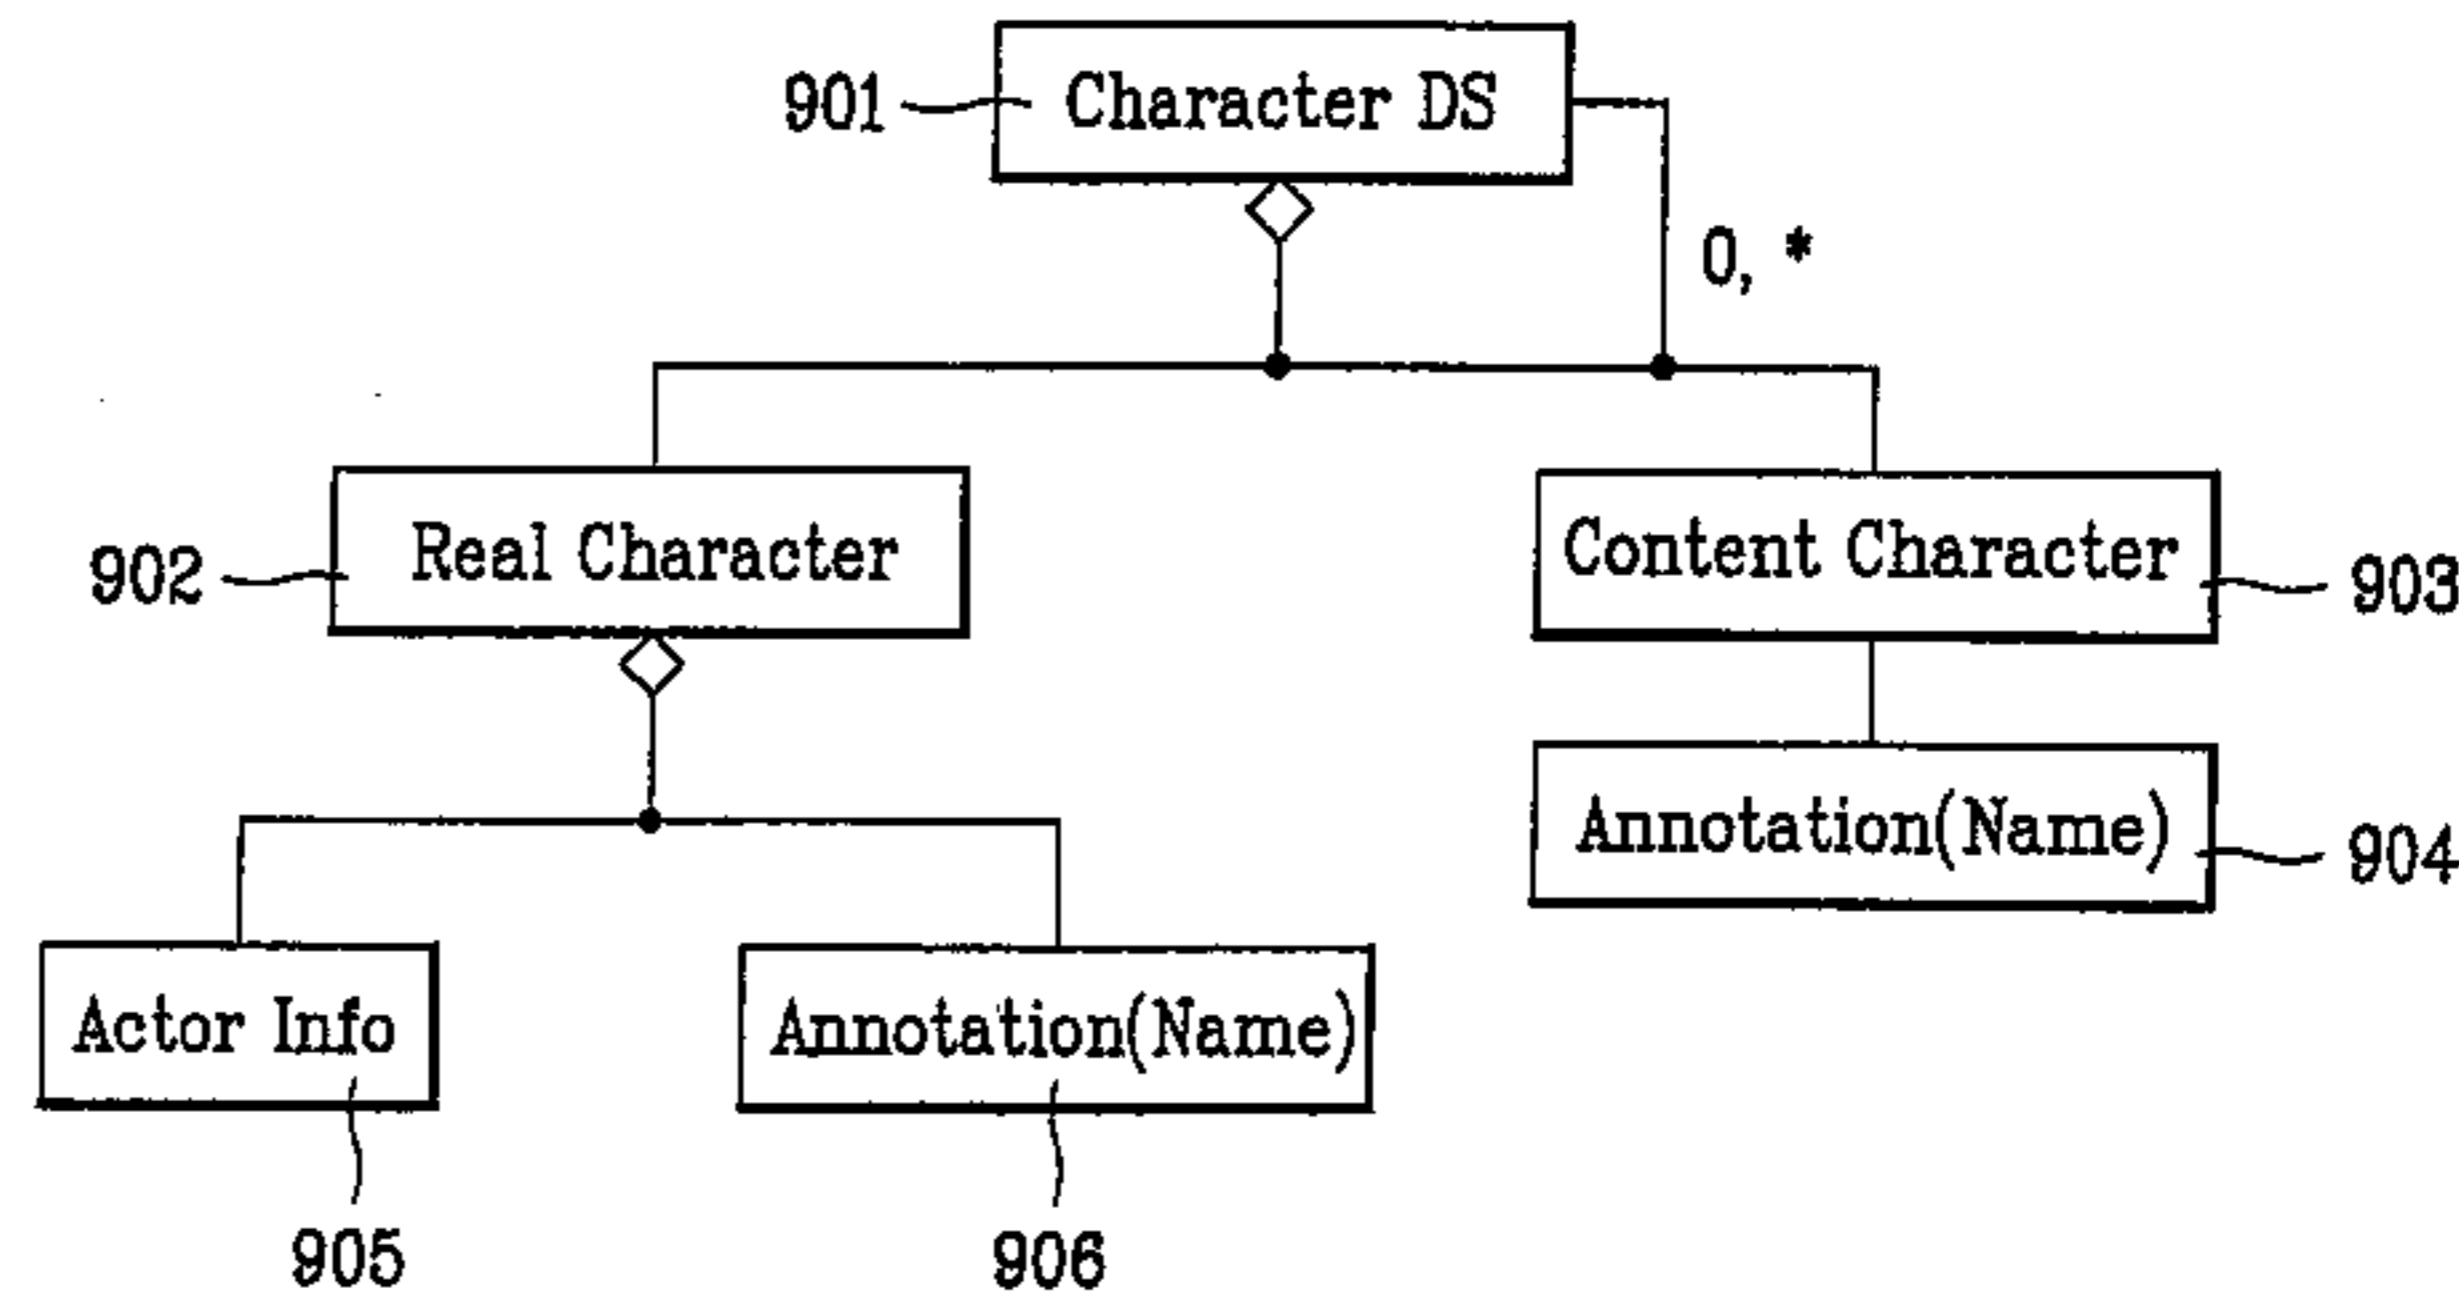 901 Character DS
0, *
902 Real Character
Content Character 903
Annotation(Name) 904
Actor Info
Annotation(Name)
905
906